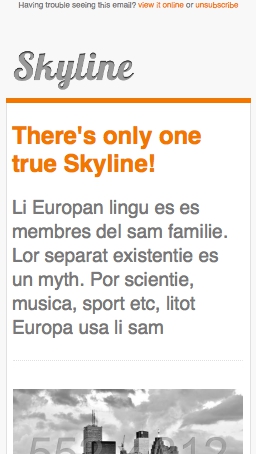 Having trouble seeing this email? view it online or unsubscribe
Skyline
There's only one
true Skyline!
Li Europan lingu es es
membres del sam familie.
Lor separat existentie es
un myth. Por scientie,
musica, sport etc, litot
Europa usa li sam